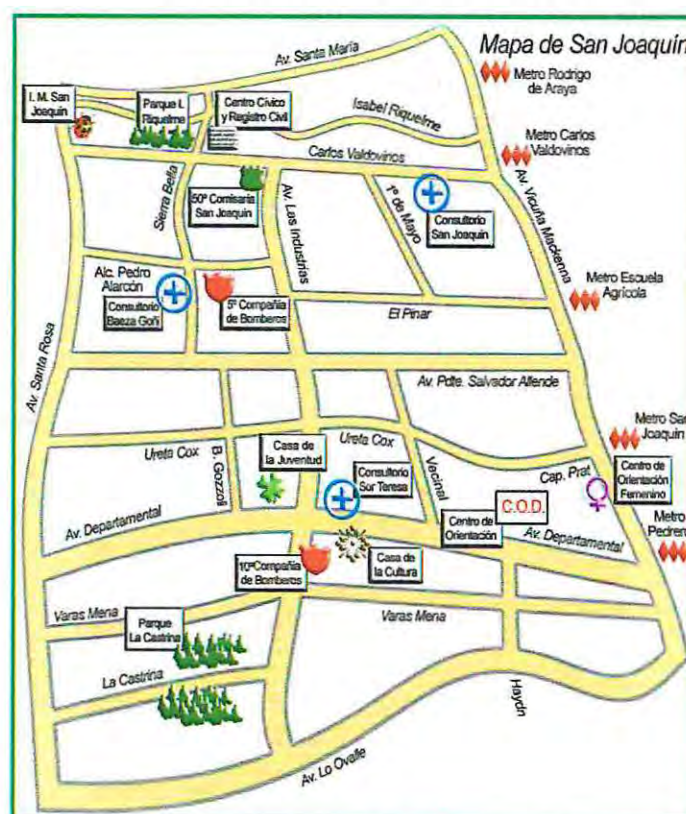 Mapa de San Joaquín
Av. Santa María
Metro Rodrigo
de Araya
I. M. San
Joaquín
Parque I.
Riquelme
Centro Cívico
y Registro Civil
Isabel Riquelme
Metro Carlos
Valdovinos
Carlos Valdovinos
Sierra Bella
50ª Comisaria
San Joaquín
Av. Las Industrias
1º de Mayo
Consultorio
San Joaquín
Av. Vicuña Mackenna
Alc. Pedro
Alarcón
Consultorio
Baeza Goñi
5ª Compañía
de Bomberos
El Pinar
Metro Escuela
Agrícola
Av. Santa Rosa
Av. Pdte. Salvador Allende
Metro San
Joaquín
Ureta Cox
B. Gozzoli
Casa de
la Juventud
Ureta Cox
Consultorio
Sor Teresa
Vecinal
Cap. Prat
Centro de
Orientación
Femenino
C.O.D.
Centro de
Orientación
Av. Departamental
Av. Departamental
Metro
Pedrer
10ª Compañía
de Bomberos
Casa de
la Cultura
Varas Mena
Varas Mena
Parque
La Castrina
La Castrina
Haydn
Av. Lo Ovalle